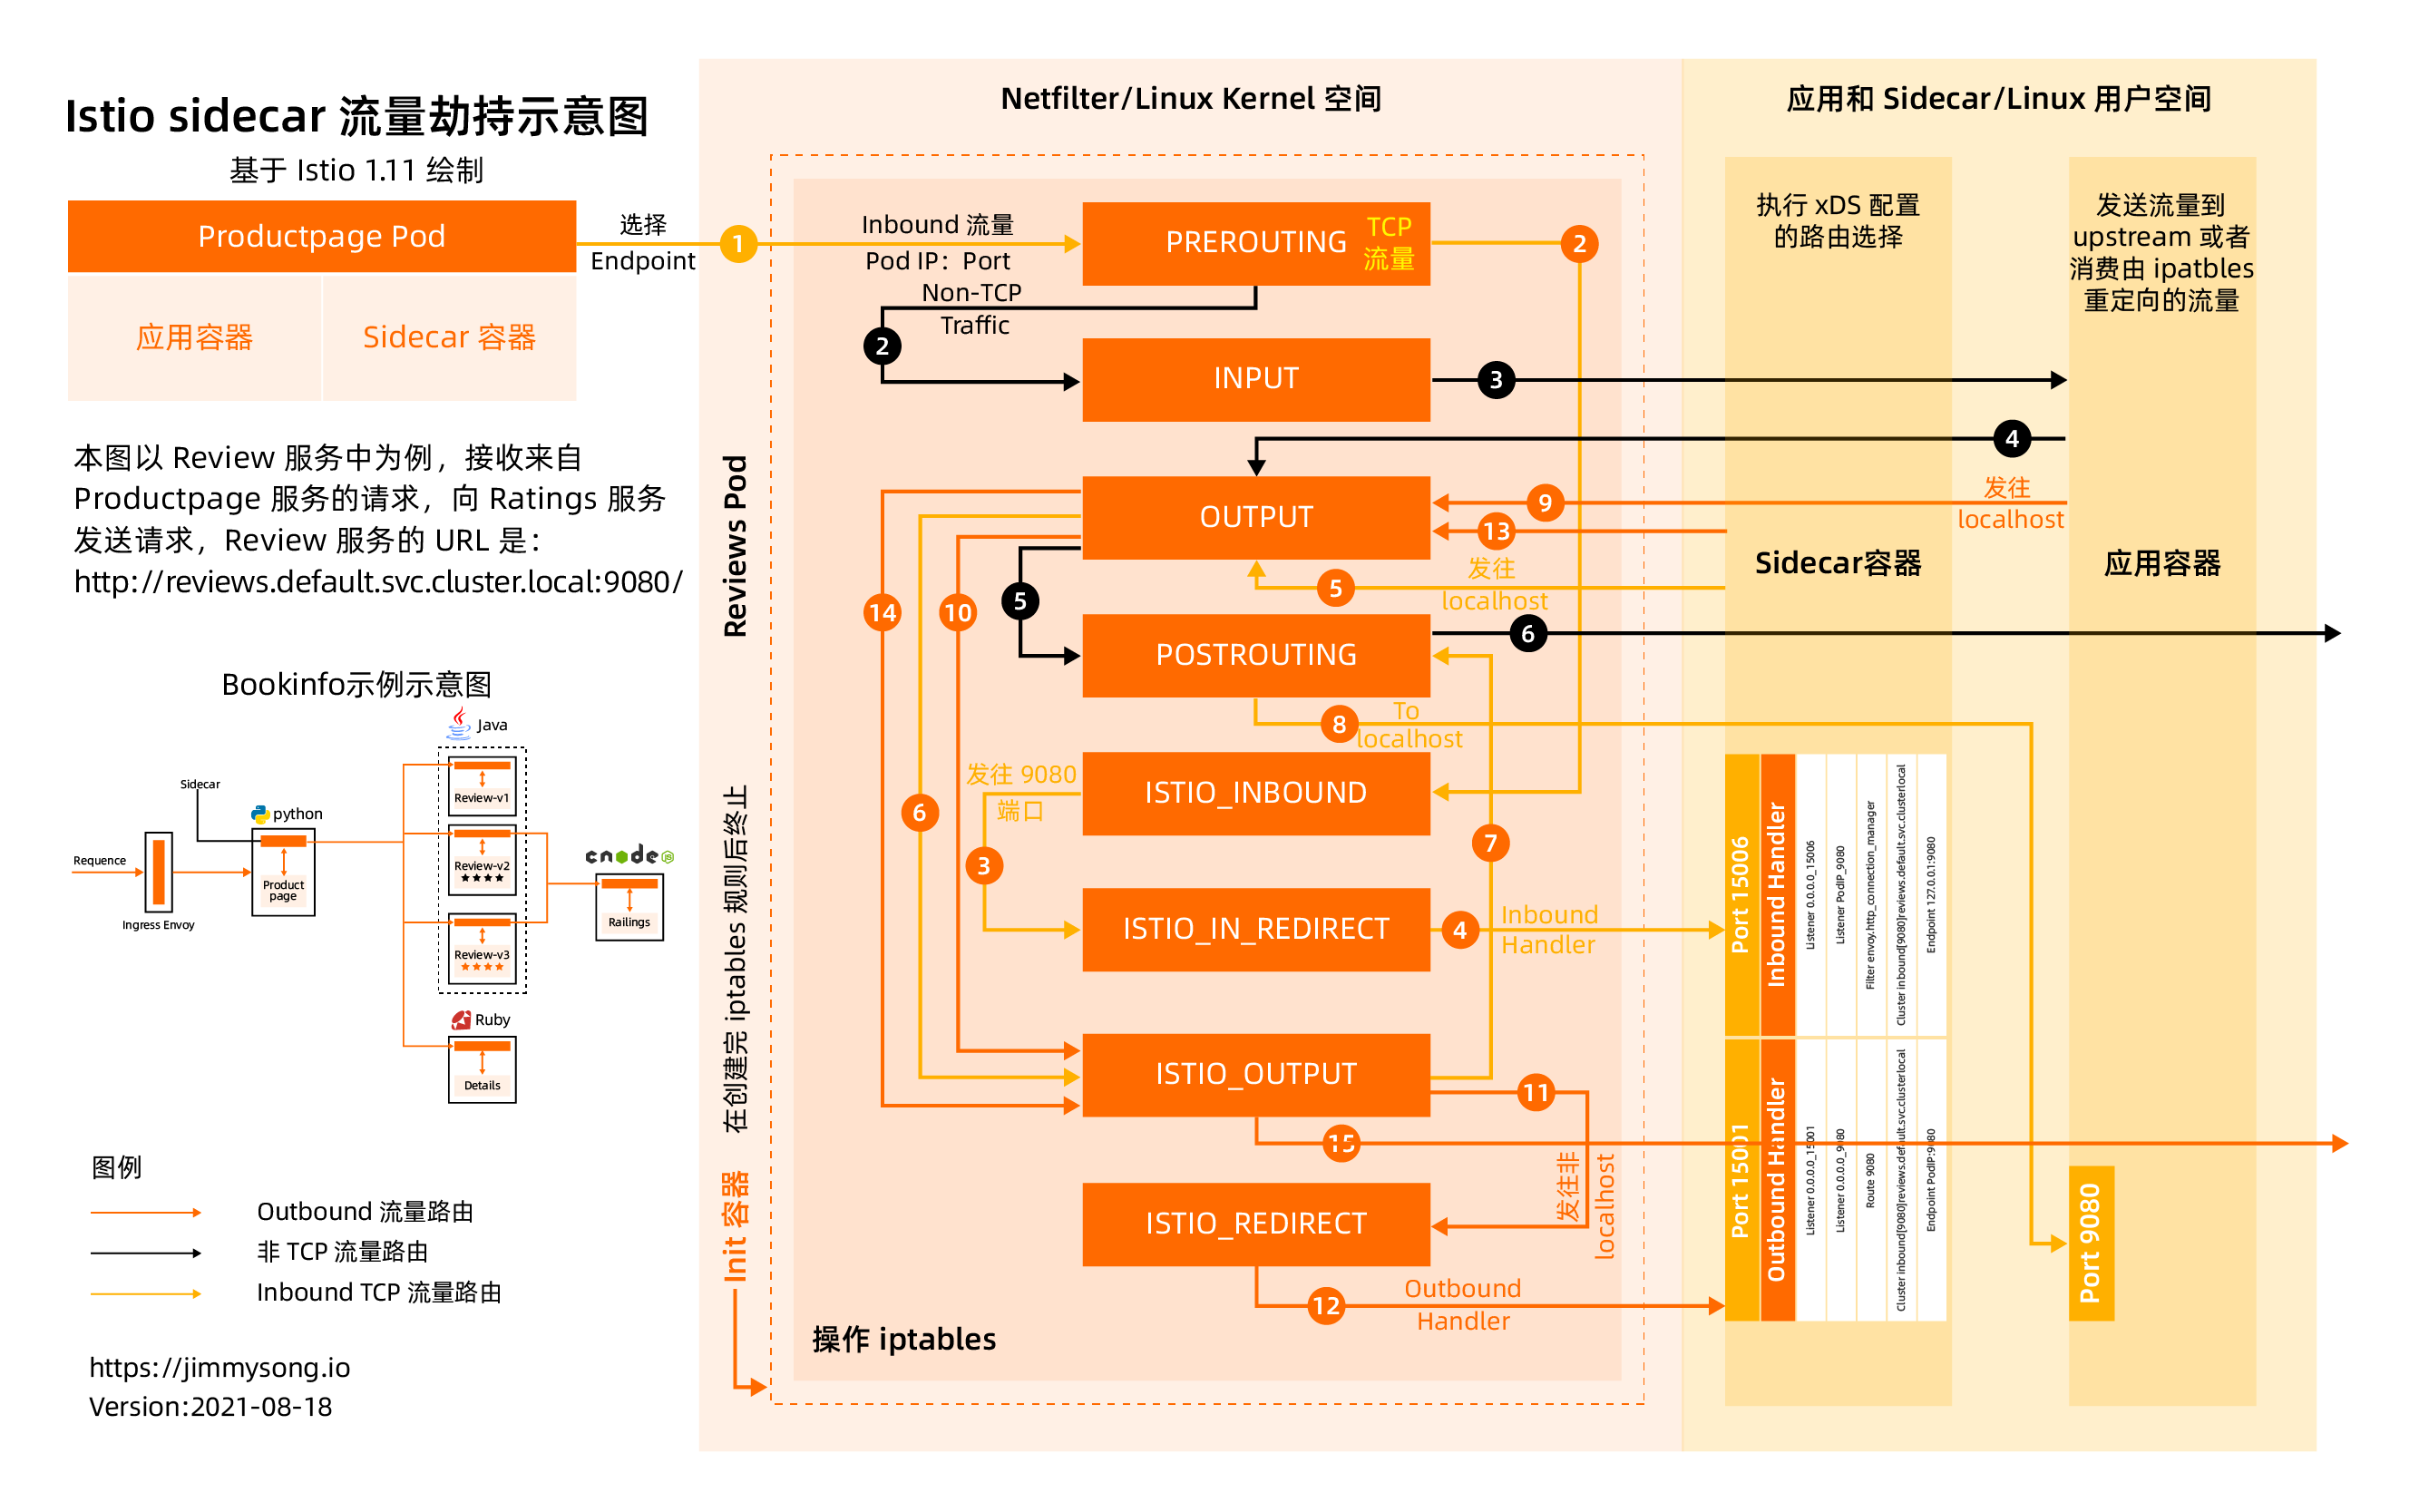 Istio sidecar 流量劫持示意图
基于 Istio 1.11 绘制
Productpage Pod
应用容器
Sidecar 容器
选择
Endpoint
1
本图以 Review 服务中为例，接收来自
Productpage 服务的请求，向 Ratings 服务
发送请求，Review 服务的 URL 是：
http://reviews.default.svc.cluster.local:9080/
Bookinfo示例示意图
Java
Review-v1
Sidecar
python
Review-v2
Requence
Product
page
Ingress Envoy
Review-v3
node
JS
Railings
Ruby
Details
图例
Outbound 流量路由
非 TCP 流量路由
Inbound TCP 流量路由
https://jimmysong.io
Version:2021-08-18
Netfilter/Linux Kernel 空间
Reviews Pod
在创建完 iptables 规则后终止
Init 容器
Inbound 流量
Pod IP：Port
PREROUTING
TCP
流量
2
Non-TCP
Traffic
2
INPUT
3
4
OUTPUT
9
发往
localhost
13
5
发往
localhost
14
10
5
POSTROUTING
6
8
To
localhost
发往 9080
端口
ISTIO_INBOUND
6
3
7
ISTIO_IN_REDIRECT
4
Inbound
Handler
ISTIO_OUTPUT
11
15
发往非
localhost
ISTIO_REDIRECT
12
Outbound
Handler
操作 iptables
应用和 Sidecar/Linux 用户空间
执行 xDS 配置
的路由选择
发送流量到
upstream 或者
消费由 ipatbles
重定向的流量
Sidecar容器
应用容器
Port 15006
Inbound Handler
Listener 0.0.0.0_15006
Listener PodIP_9080
Filter envoy.http_connection_manager
Cluster inbound[9080]reviews.default.svc.clusterlocal
Endpoint 127.0.0.1:9080
Port 15001
Outbound Handler
Listener 0.0.0.0_15001
Listener 0.0.0.0_9080
Route 9080
Cluster inbound[9080]reviews.default.svc.clusterlocal
Endpoint PodIP:9080
Port 9080